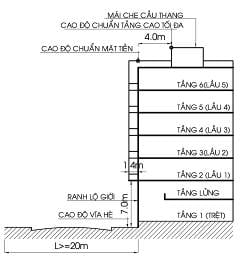 MÁI CHE CẦU THANG
CAO ĐỘ CHUẨN TẦNG CAO TỐI ĐA
4.0m
CAO ĐỘ CHUẨN MẶT TIỀN
TẦNG 6(LẦU 5)
TẦNG 5 (LẦU 4)
TẦNG 4 (LẦU 3)
TẦNG 3(LẦU 2)
1.4m
TẦNG 2 (LẦU 1)
RANH LỘ GIỚI
7.0m
TẦNG LỬNG
CAO ĐỘ VỈA HÈ
TẦNG 1 (TRỆT)
L>=20m